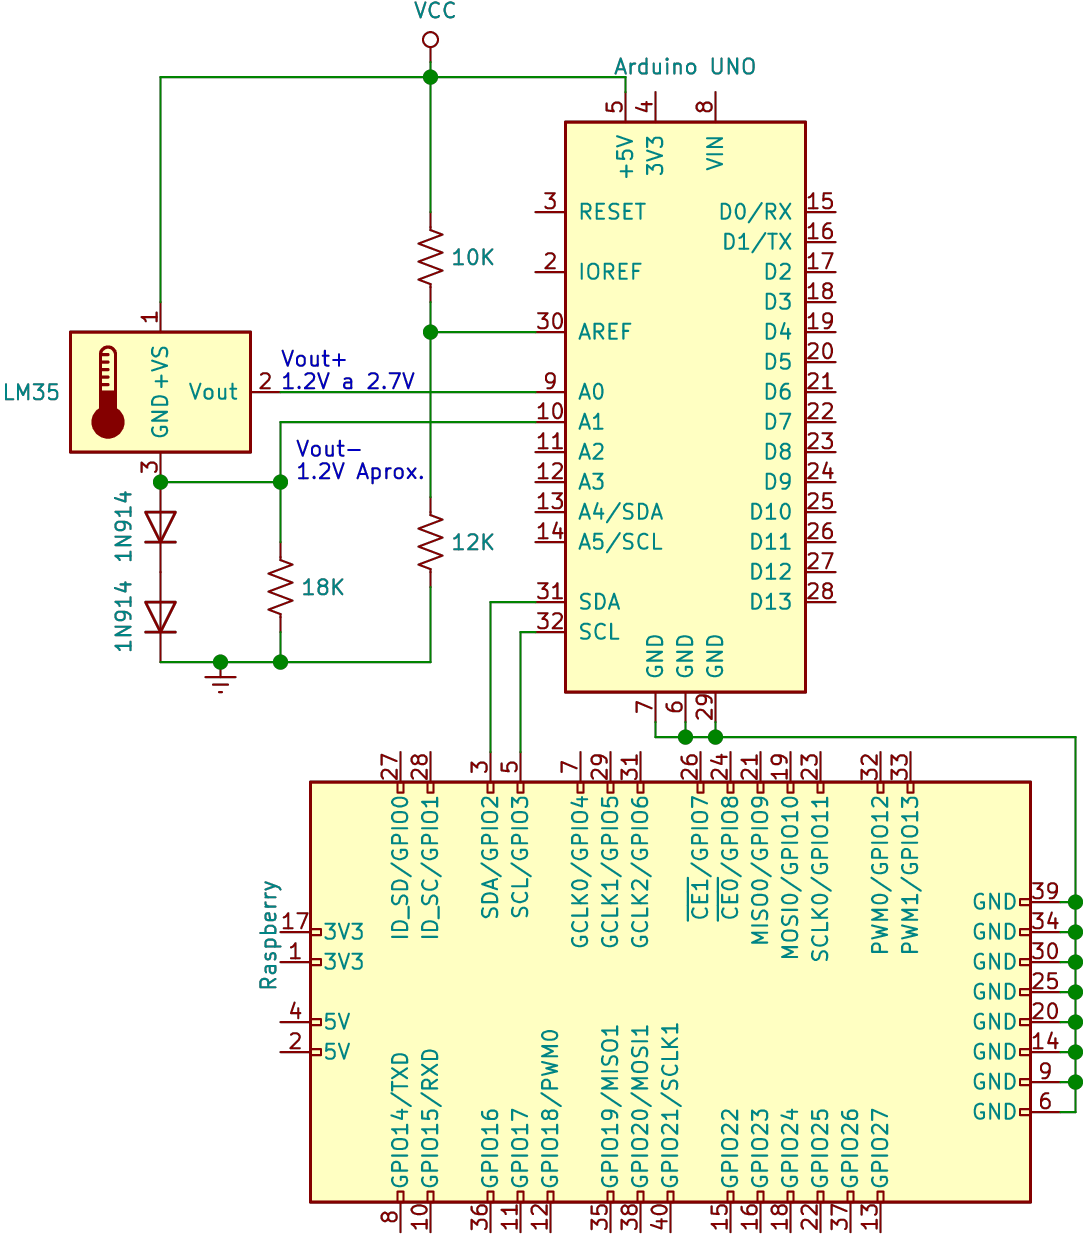 VCC
Arduino UNO
5
4
8
+5V
3V3
VIN
3
RESET
D0/RX
15
D1/TX
16
2
IOREF
D2
17
10K
D3
18
30
AREF
D4
19
D5
20
1
LM35
GND
+VS
Vout
2
Vout+
1.2V a 2.7V
9
A0
D6
21
10
A1
D7
22
11
A2
D8
23
12
A3
D9
24
13
A4/SDA
D10
25
14
A5/SCL
D11
26
D12
27
31
SDA
D13
28
32
SCL
3
Vout-
1.2V Aprox.
1N914
1N914
18K
12K
GND
GND
GND
7
6
29
27
28
3
5
7
29
31
26
24
21
19
23
32
33
ID_SD/GPIO0
ID_SC/GPIO1
SDA/GPIO2
SCL/GPIO3
GCLK0/GPIO4
GCLK1/GPIO5
GCLK2/GPIO6
CE1/GPIO7
CE0/GPIO8
MISO0/GPIO9
MOSI0/GPIO10
SCLK0/GPIO11
PWM0/GPIO12
PWM1/GPIO13
Raspberry
17
3V3
1
3V3
4
5V
2
5V
GND
39
GND
34
GND
30
GND
25
GND
20
GND
14
GND
9
GND
6
GPIO14/TXD
GPIO15/RXD
GPIO16
GPIO17
GPIO18/PWM0
GPIO19/MISO1
GPIO20/MOSI1
GPIO21/SCLK1
GPIO22
GPIO23
GPIO24
GPIO25
GPIO26
GPIO27
8
10
36
11
12
35
38
40
15
16
18
22
37
13